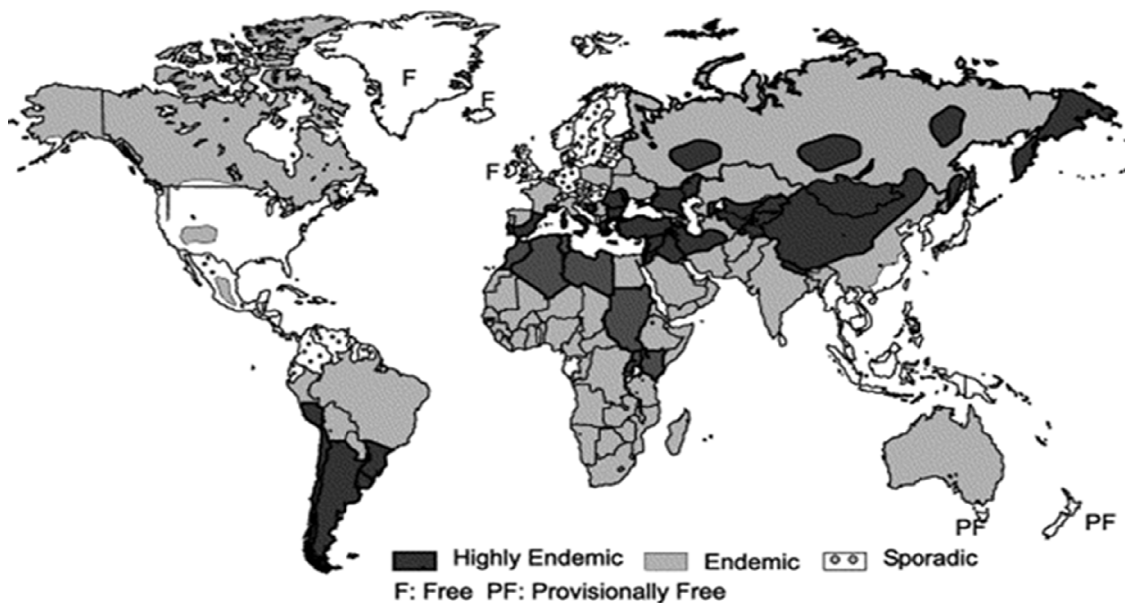 F
F
F
PF
PF
Highly Endemic Endemic Sporadic
F: Free PF: Provisionally Free